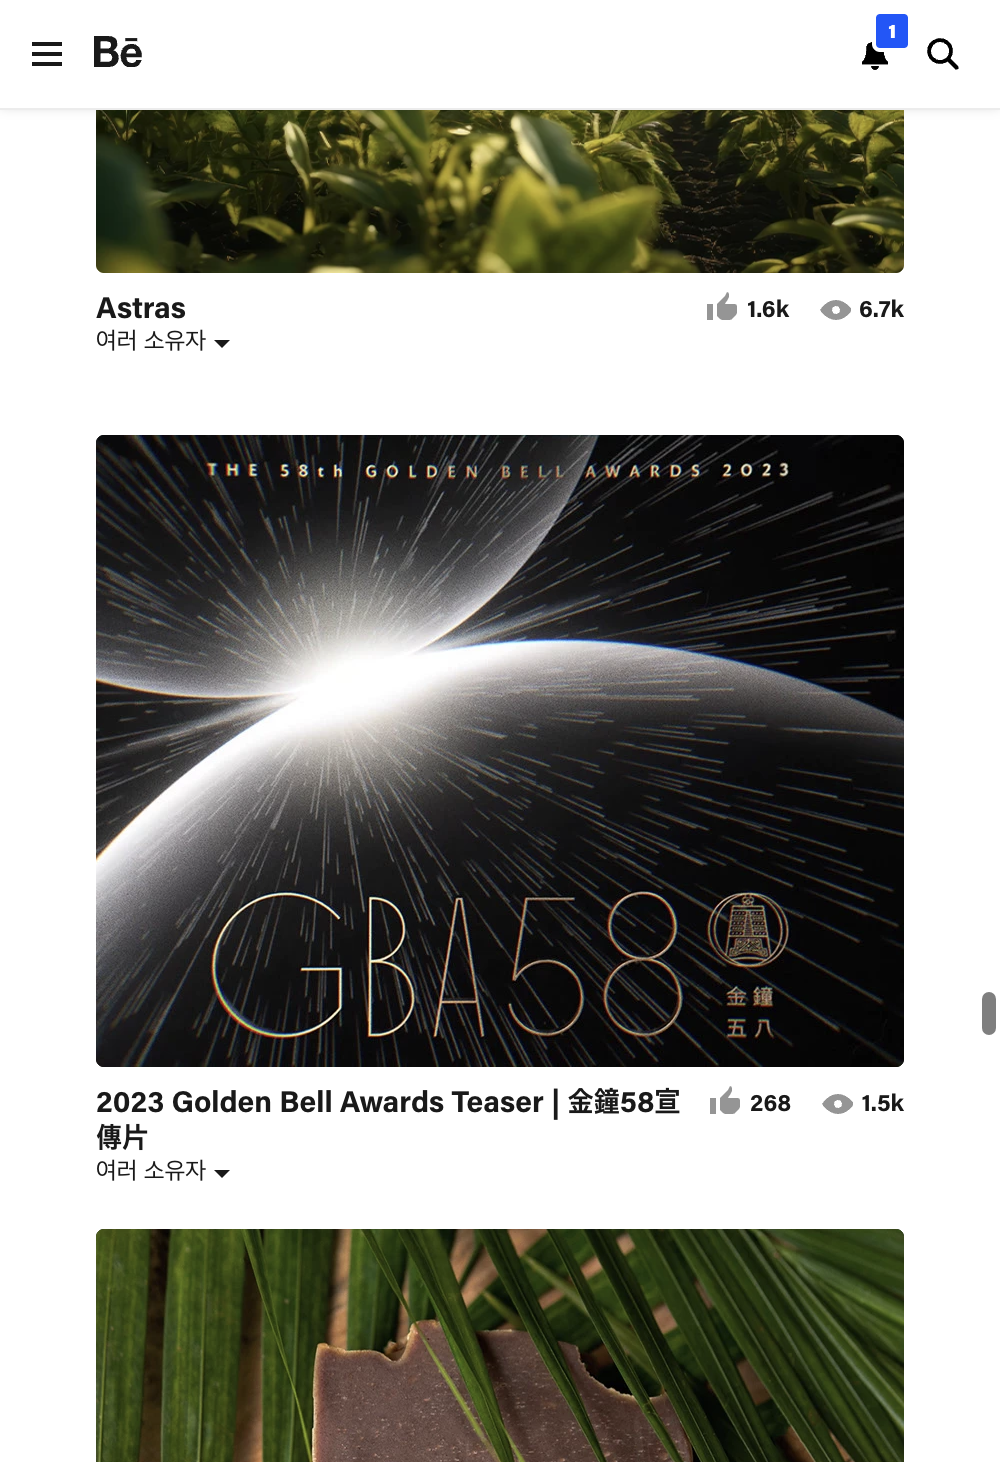 Bē
1
Astras
1.6k
6.7k
여러 소유자
THE 58th GOLDEN BELL AWARDS 2023
GBA58
金鐘
五八
2023 Golden Bell Awards Teaser | 金鐘58宣
傳片
268
1.5k
여러 소유자